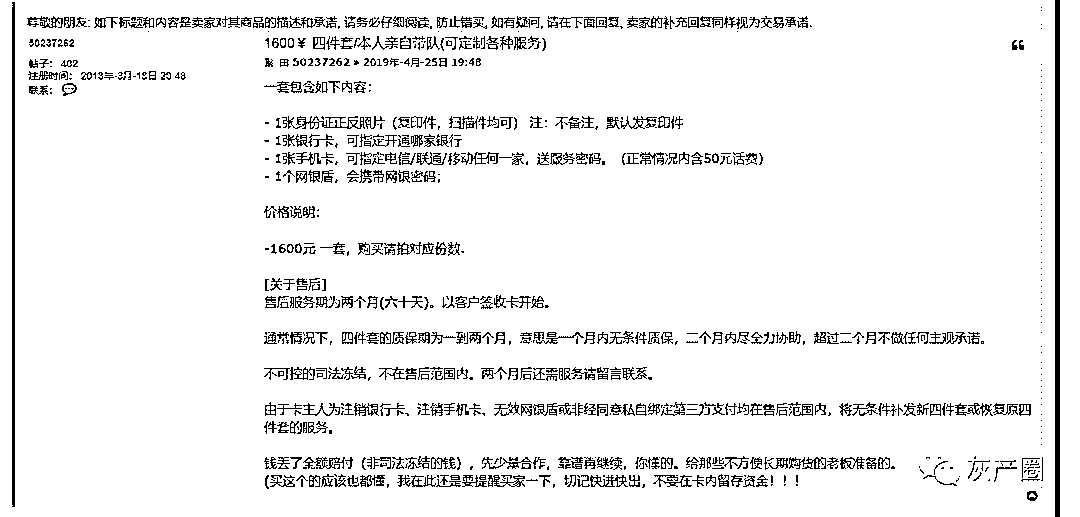 尊敬的朋友: 如下标题和内容是卖家对其商品的描述和承诺, 请务必仔细阅读, 防止错买, 如有疑问, 请在下面回复, 卖家的补充回复同样视为交易承诺.
50237262
帖子: 402
注册时间: 2018年-3月-18日 20:48
联系:
1600¥ 四件套/本人亲自带队(可定制各种服务)
由 50237262 » 2019年-4月-25日 19:48
一套包含如下内容:
- 1张身份证正反照片（复印件，扫描件均可） 注：不备注，默认发复印件
- 1张银行卡，可指定开通哪家银行
- 1张手机卡，可指定电信/联通/移动任何一家，送服务密码。（正常情况内含50元话费）
- 1个网银盾，会携带网银密码;
价格说明:
-1600元 一套，购买请拍对应份数.
[关于售后]
售后服务期为两个月(六十天)。以客户签收卡开始。
通常情况下，四件套的质保期为一到两个月，意思是一个月内无条件质保，二个月内尽全力协助，超过二个月不做任何主观承诺。
不可控的司法冻结，不在售后范围内。两个月后还需服务请留言联系。
由于卡主人为注销银行卡、注销手机卡、无效网银盾或非经同意私自绑定第三方支付均在售后范围内，将无条件补发新四件套或恢复原四
件套的服务。
钱丢了全额赔付（非司法冻结的钱），先少量合作，靠谱再继续，你懂的。给那些不方便长期购货的老板准备的。
(买这个的应该也都懂，我在此还是要提醒买家一下，切记快进快出，不要在卡内留存资金！！！
灰产圈